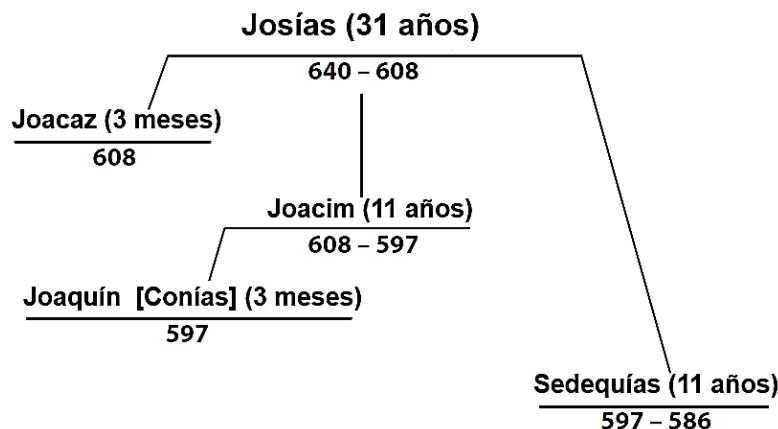 Josías (31 años)
640 – 608
Joacaz (3 meses)
608
Joacim (11 años)
608 – 597
Joaquín [Conías] (3 meses)
597
Sedequías (11 años)
597 – 586